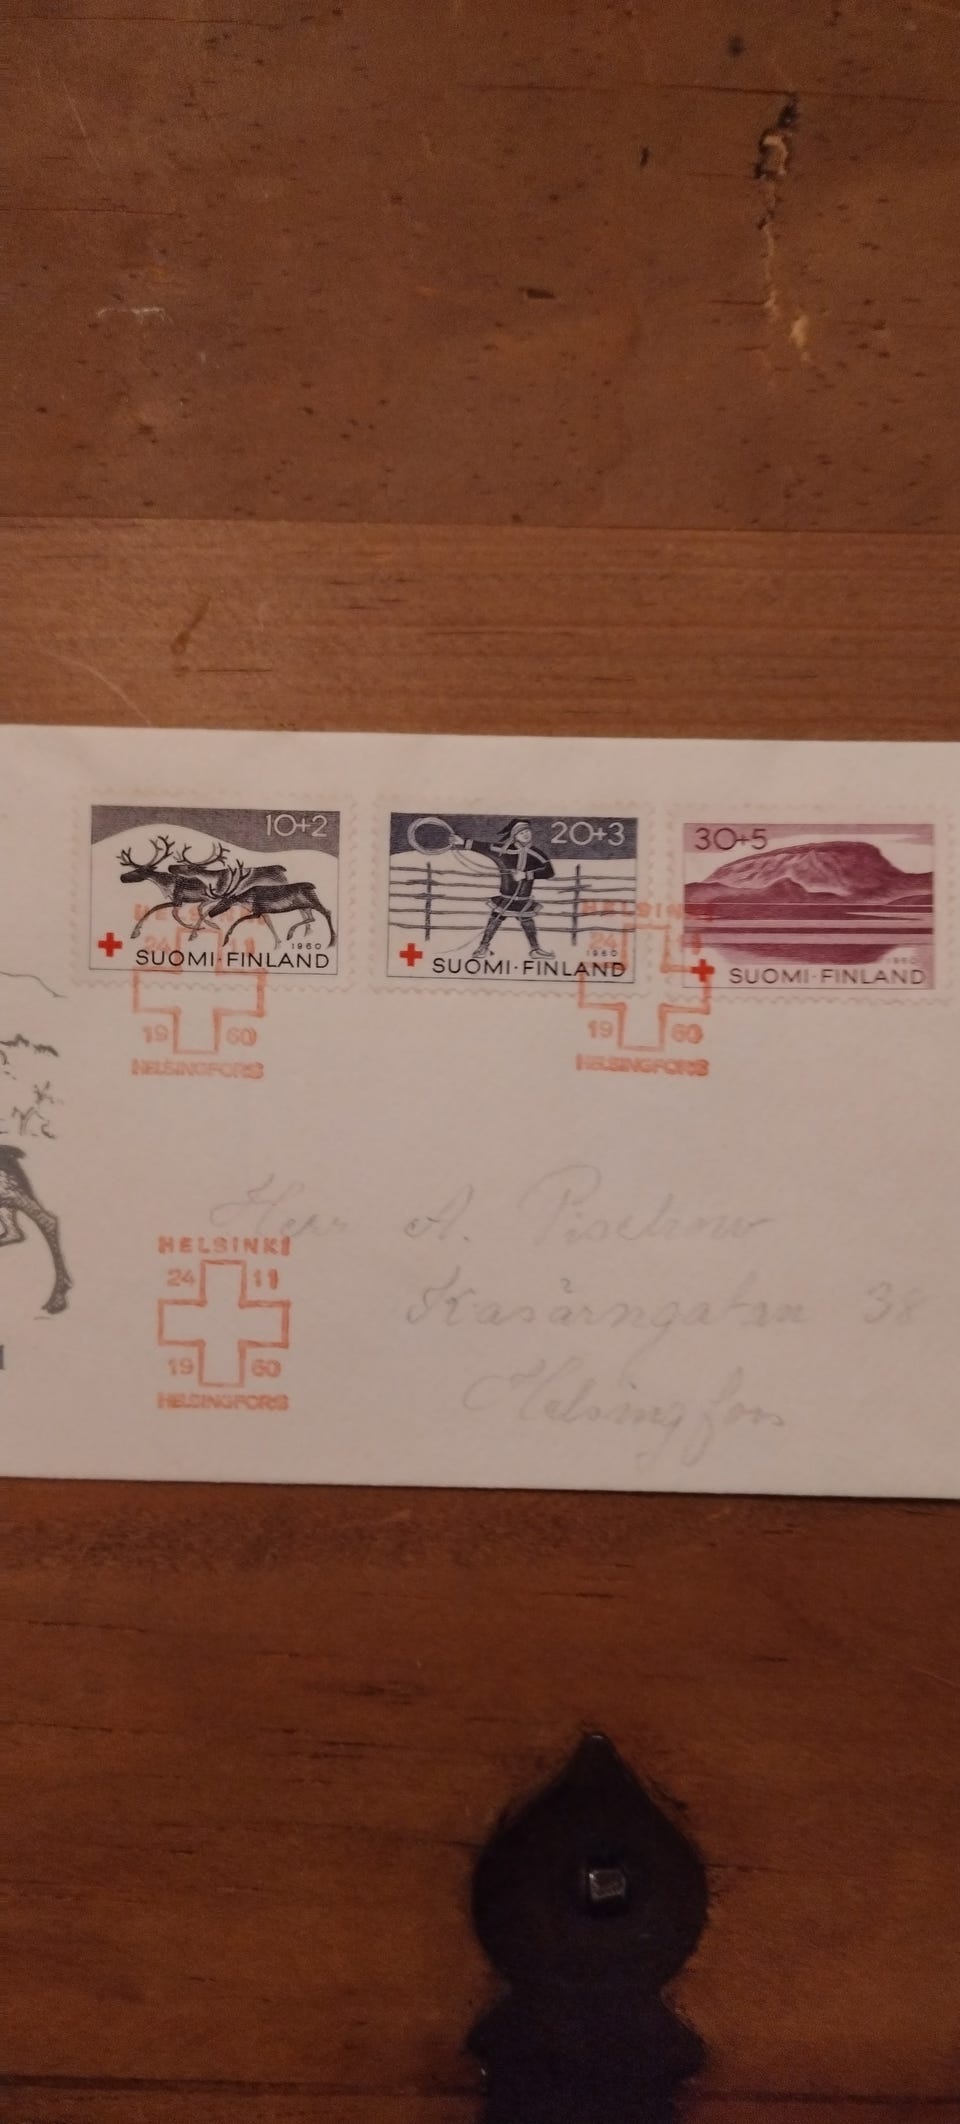 10+2
1960
SUOMI·FINLAND
20+3
1960
SUOMI·FINLAND
30+5
1960
SUOMI·FINLAND
HELSINKI
24 11
19 60
HELSINGFORS
HELSINKI
24 11
19 60
HELSINGFORS
Herr A.
Kasärngatan 38
Helsingfors
HELSINKI
24 11
19 60
HELSINGFORS